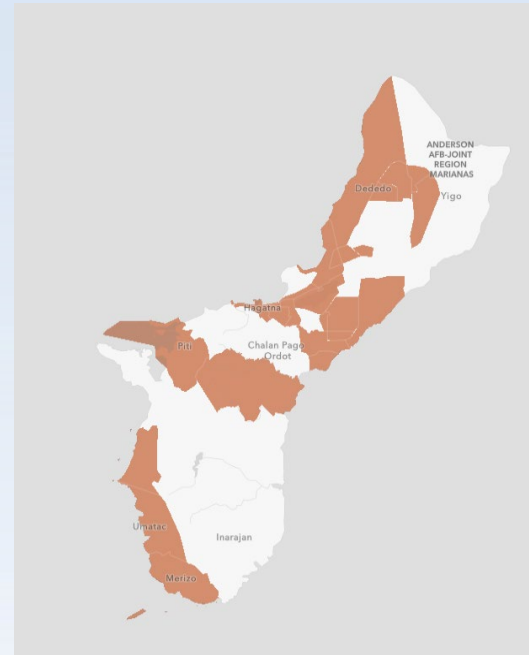 ANDERSON
AFB-JOINT
REGION
MARIANAS
Dededo
Yigo
Hagatna
Piti
Chalan Pago
Ordot
Umatac
Inarajan
Merizo